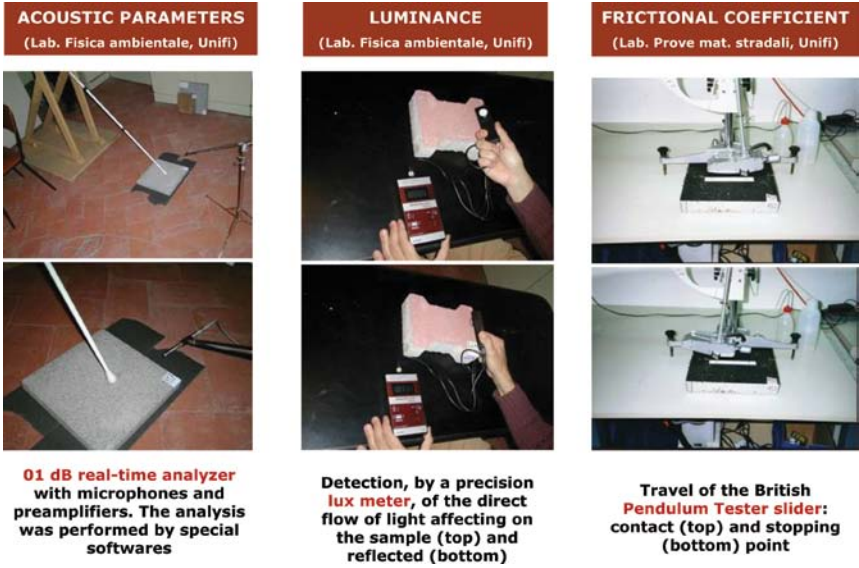 ACOUSTIC PARAMETERS
(Lab. Fisica ambientale, Unifi)
01 dB real-time analyzer
with microphones and
preamplifiers. The analysis
was performed by special
softwares
LUMINANCE
(Lab. Fisica ambientale, Unifi)
Detection, by a precision
lux meter, of the direct
flow of light affecting on
the sample (top) and
reflected (bottom)
FRICTIONAL COEFFICIENT
(Lab. Prove mat. stradali, Unifi)
Travel of the British
Pendulum Tester slider:
contact (top) and stopping
(bottom) point